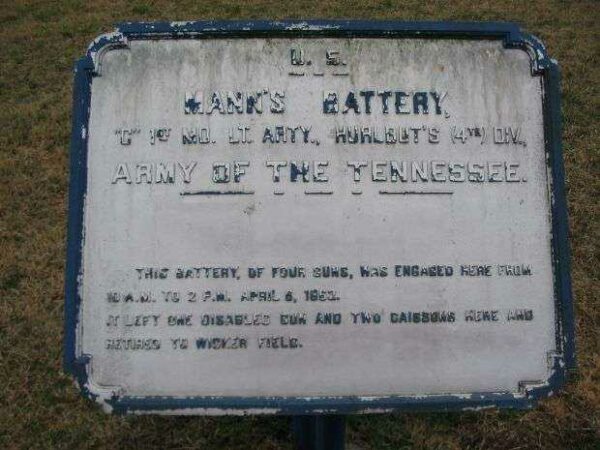 U. S.
MANN'S BATTERY,
"C" 1ST MO. LT. ARTY., HURLBUT'S (4TH) DIV.,
ARMY OF THE TENNESSEE.
THIS BATTERY, OF FOUR GUNS, WAS ENGAGED HERE FROM
10 A.M. TO 2 P.M. APRIL 6, 1862.
IT LEFT ONE DISABLED GUN AND TWO CAISSONS HERE AND
RETIRED TO WICKER FIELD.